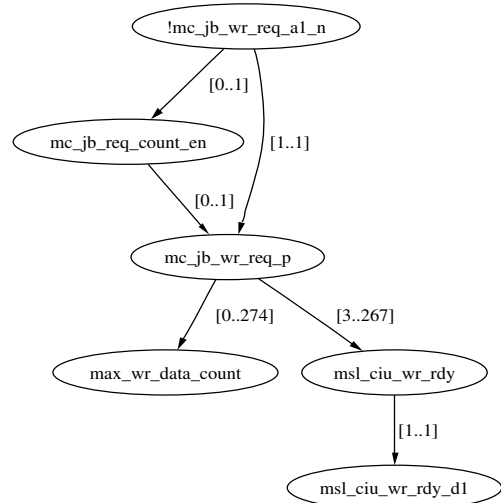 !mc_jb_wr_req_a1_n
[0..1]
mc_jb_req_count_en
[1..1]
[0..1]
mc_jb_wr_req_p
[0..274]
[3..267]
max_wr_data_count
msl_ciu_wr_rdy
[1..1]
msl_ciu_wr_rdy_d1